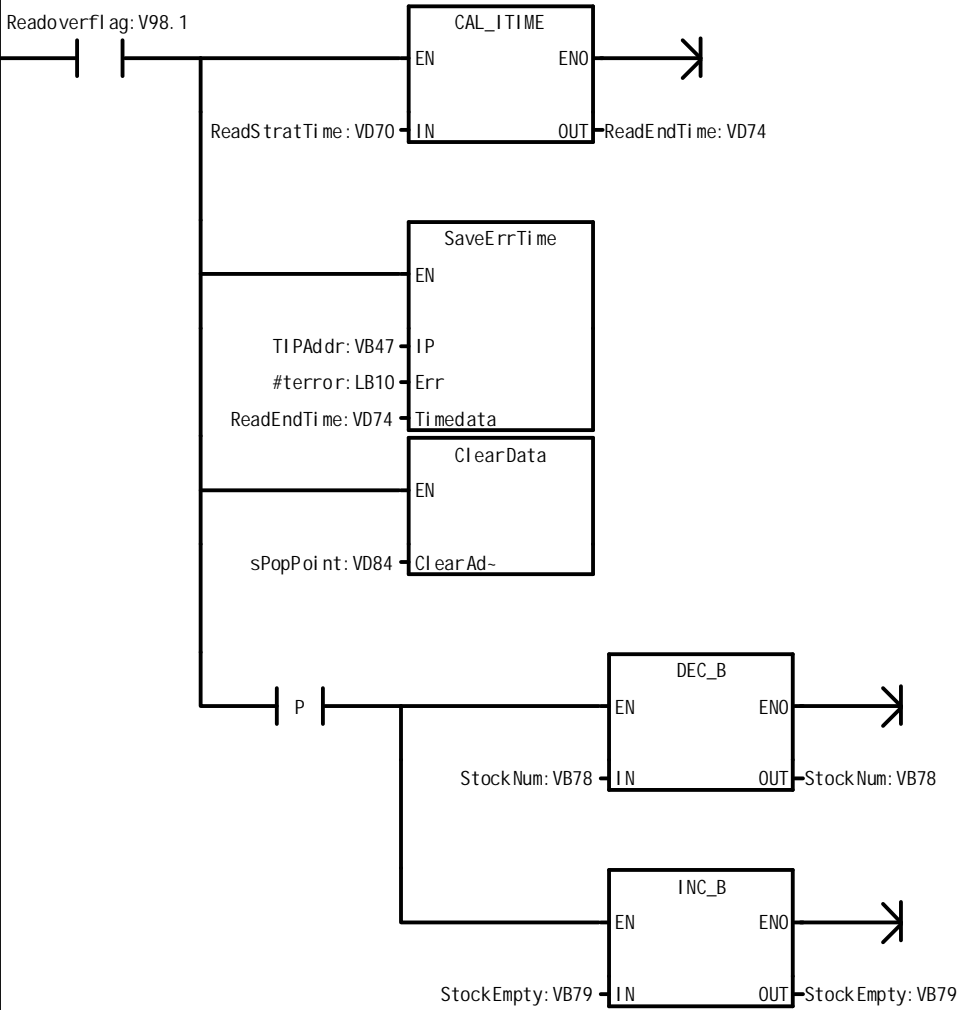 Readoverflag:V98.1
CAL_ITIME
EN ENO
ReadStratTime:VD70 IN OUT ReadEndTime:VD74
SaveErrTime
EN
TIPAddr:VB47 IP
#terror:LB10 Err
ReadEndTime:VD74 Timedata
ClearData
EN
sPopPoint:VD84 ClearAd~
P
DEC_B
EN ENO
StockNum:VB78 IN OUT StockNum:VB78
INC_B
EN ENO
StockEmpty:VB79 IN OUT StockEmpty:VB79